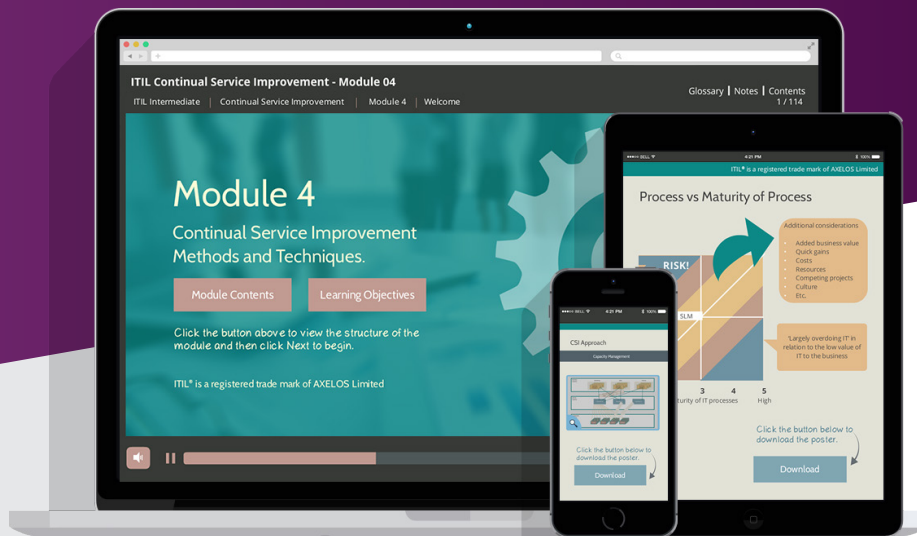 ITIL Continual Service Improvement - Module 04
ITIL Intermediate | Continual Service Improvement | Module 4 | Welcome
Glossary | Notes | Contents
1 / 114
Module 4
Continual Service Improvement
Methods and Techniques.
Module Contents
Learning Objectives
Click the button above to view the structure of the
module and then click Next to begin.
ITIL® is a registered trade mark of AXELOS Limited
BELL 4:21 PM 100%
ITIL® is a registered trade mark of AXELOS Limited
Process vs Maturity of Process
Additional considerations
• Added business value
• Quick gains
• Costs
• Resources
• Competing projects
• Culture
• Etc.
RISK!
SLM
'Largely overdoing IT' in
relation to the low value of
IT to the business
3 4 5
turity of IT processes High
Click the button below to
download the poster.
Download
BELL 4:21 PM 100%
CSI Approach
Capacity Management
Click the button below to
download the poster.
Download